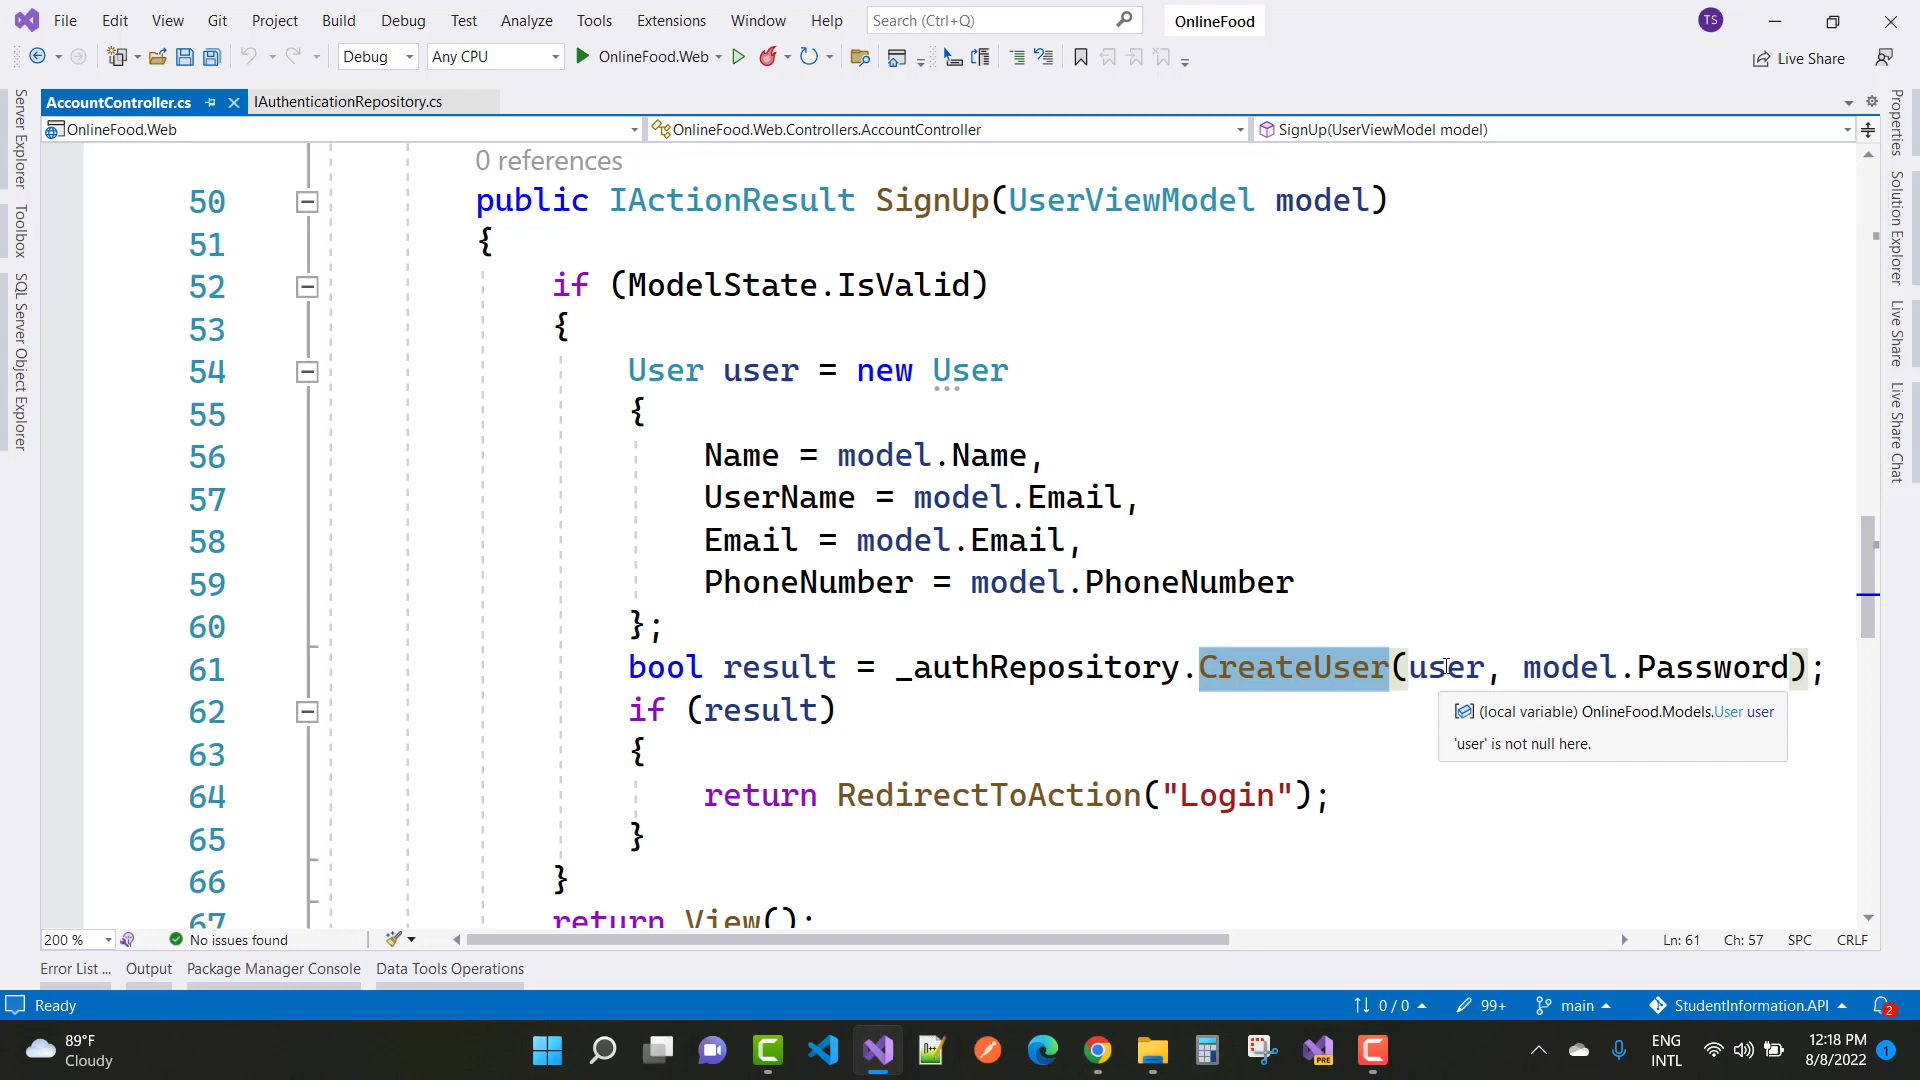 File Edit View Git Project Build Debug Test Analyze Tools Extensions Window Help Search (Ctrl+Q) OnlineFood TS
Debug Any CPU OnlineFood.Web Live Share
AccountController.cs IAuthenticationRepository.cs
OnlineFood.Web OnlineFood.Web.Controllers.AccountController SignUp(UserViewModel model)
Server Explorer
Toolbox
SQL Server Object Explorer
0 references
50 public IActionResult SignUp(UserViewModel model)
51 {
52 if (ModelState.IsValid)
53 {
54 User user = new User
55 {
56 Name = model.Name,
57 UserName = model.Email,
58 Email = model.Email,
59 PhoneNumber = model.PhoneNumber
60 };
61 bool result = _authRepository.CreateUser(user, model.Password);
62 if (result)
(local variable) OnlineFood.Models.User user
'user' is not null here.
63 {
64 return RedirectToAction("Login");
65 }
66 }
67 return View();
Properties
Solution Explorer
Live Share
Live Share Chat
200 % No issues found Ln: 61 Ch: 57 SPC CRLF
Error List ... Output Package Manager Console Data Tools Operations
Ready 0 / 0 99+ main StudentInformation.API 2
89°F
Cloudy
PRE
ENG
INTL
12:18 PM
8/8/2022
1